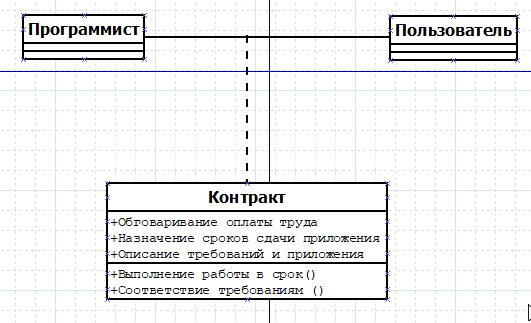 Программист
Пользователь
Контракт
+Обговаривание оплаты труда
+Назначение сроков сдачи приложения
+Описание требований и приложения
+Выполнение работы в срок()
+Соответствие требованиям ()